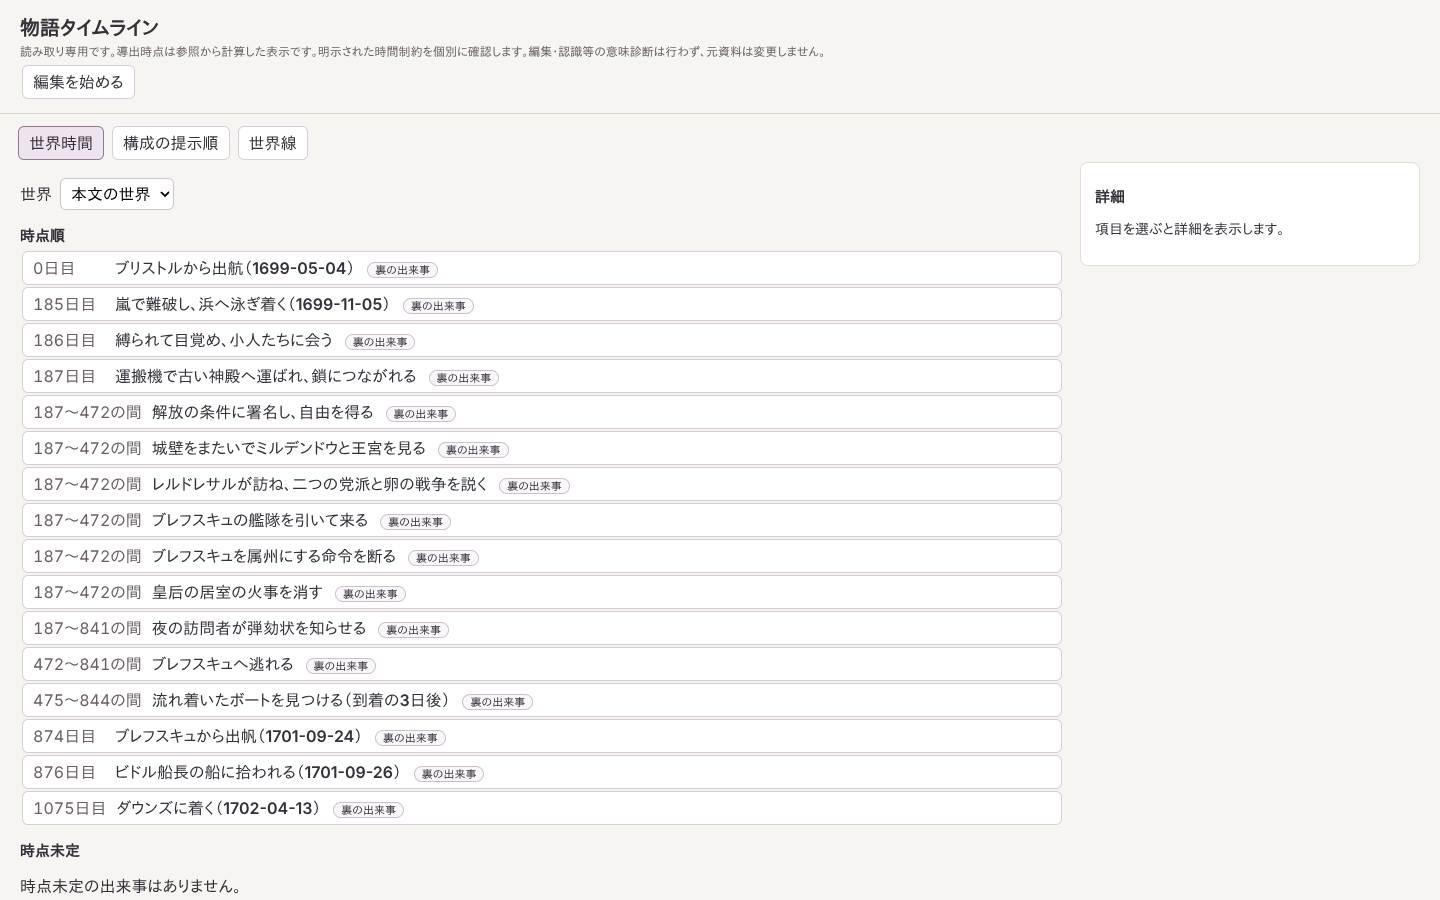 物語タイムライン
読み取り専用です。導出時点は参照から計算した表示です。明示された時間制約を個別に確認します。編集・認識等の意味診断は行わず、元資料は変更しません。
編集を始める
世界時間 構成の提示順 世界線
世界 本文の世界
時点順
0日目 ブリストルから出航（1699-05-04） 裏の出来事
185日目 嵐で難破し、浜へ泳ぎ着く（1699-11-05） 裏の出来事
186日目 縛られて目覚め、小人たちに会う 裏の出来事
187日目 運搬機で古い神殿へ運ばれ、鎖につながれる 裏の出来事
187〜472の間 解放の条件に署名し、自由を得る 裏の出来事
187〜472の間 城壁をまたいでミルデンドウと王宮を見る 裏の出来事
187〜472の間 レルドレサルが訪ね、二つの党派と卵の戦争を説く 裏の出来事
187〜472の間 ブレフスキュの艦隊を引いて来る 裏の出来事
187〜472の間 ブレフスキュを属州にする命令を断る 裏の出来事
187〜472の間 皇后の居室の火事を消す 裏の出来事
187〜841の間 夜の訪問者が弾劾状を知らせる 裏の出来事
472〜841の間 ブレフスキュへ逃れる 裏の出来事
475〜844の間 流れ着いたボートを見つける（到着の3日後） 裏の出来事
874日目 ブレフスキュから出帆（1701-09-24） 裏の出来事
876日目 ビドル船長の船に拾われる（1701-09-26） 裏の出来事
1075日目 ダウンズに着く（1702-04-13） 裏の出来事
時点未定
時点未定の出来事はありません。
詳細
項目を選ぶと詳細を表示します。